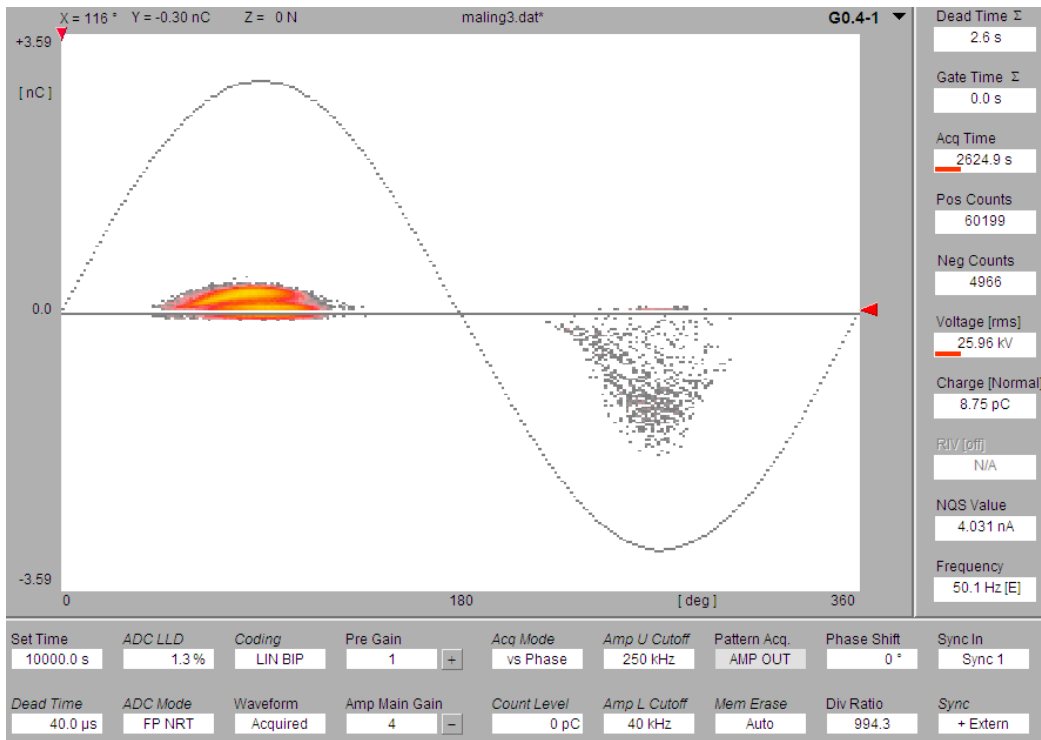 X = 116 ° Y = -0.30 nC Z = 0 N maling3.dat* G0.4-1
+3.59
[ nC ]
0.0
-3.59
0 180 [ deg ] 360
Dead Time Σ
2.6 s
Gate Time Σ
0.0 s
Acq Time
2624.9 s
Pos Counts
60199
Neg Counts
4966
Voltage [rms]
25.96 kV
Charge [Normal]
8.75 pC
RIV [off]
N/A
NQS Value
4.031 nA
Frequency
50.1 Hz [E]
Set Time ADC LLD Coding Pre Gain Acq Mode Amp U Cutoff Pattern Acq. Phase Shift Sync In
10000.0 s 1.3 % LIN BIP 1 + vs Phase 250 kHz AMP OUT 0 ° Sync 1
Dead Time ADC Mode Waveform Amp Main Gain Count Level Amp L Cutoff Mem Erase Div Ratio Sync
40.0 µs FP NRT Acquired 4 − 0 pC 40 kHz Auto 994.3 + Extern